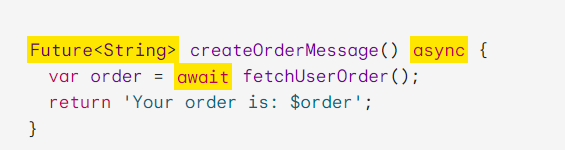 Future<String> createOrderMessage() async {
  var order = await fetchUserOrder();
  return 'Your order is: $order';
}